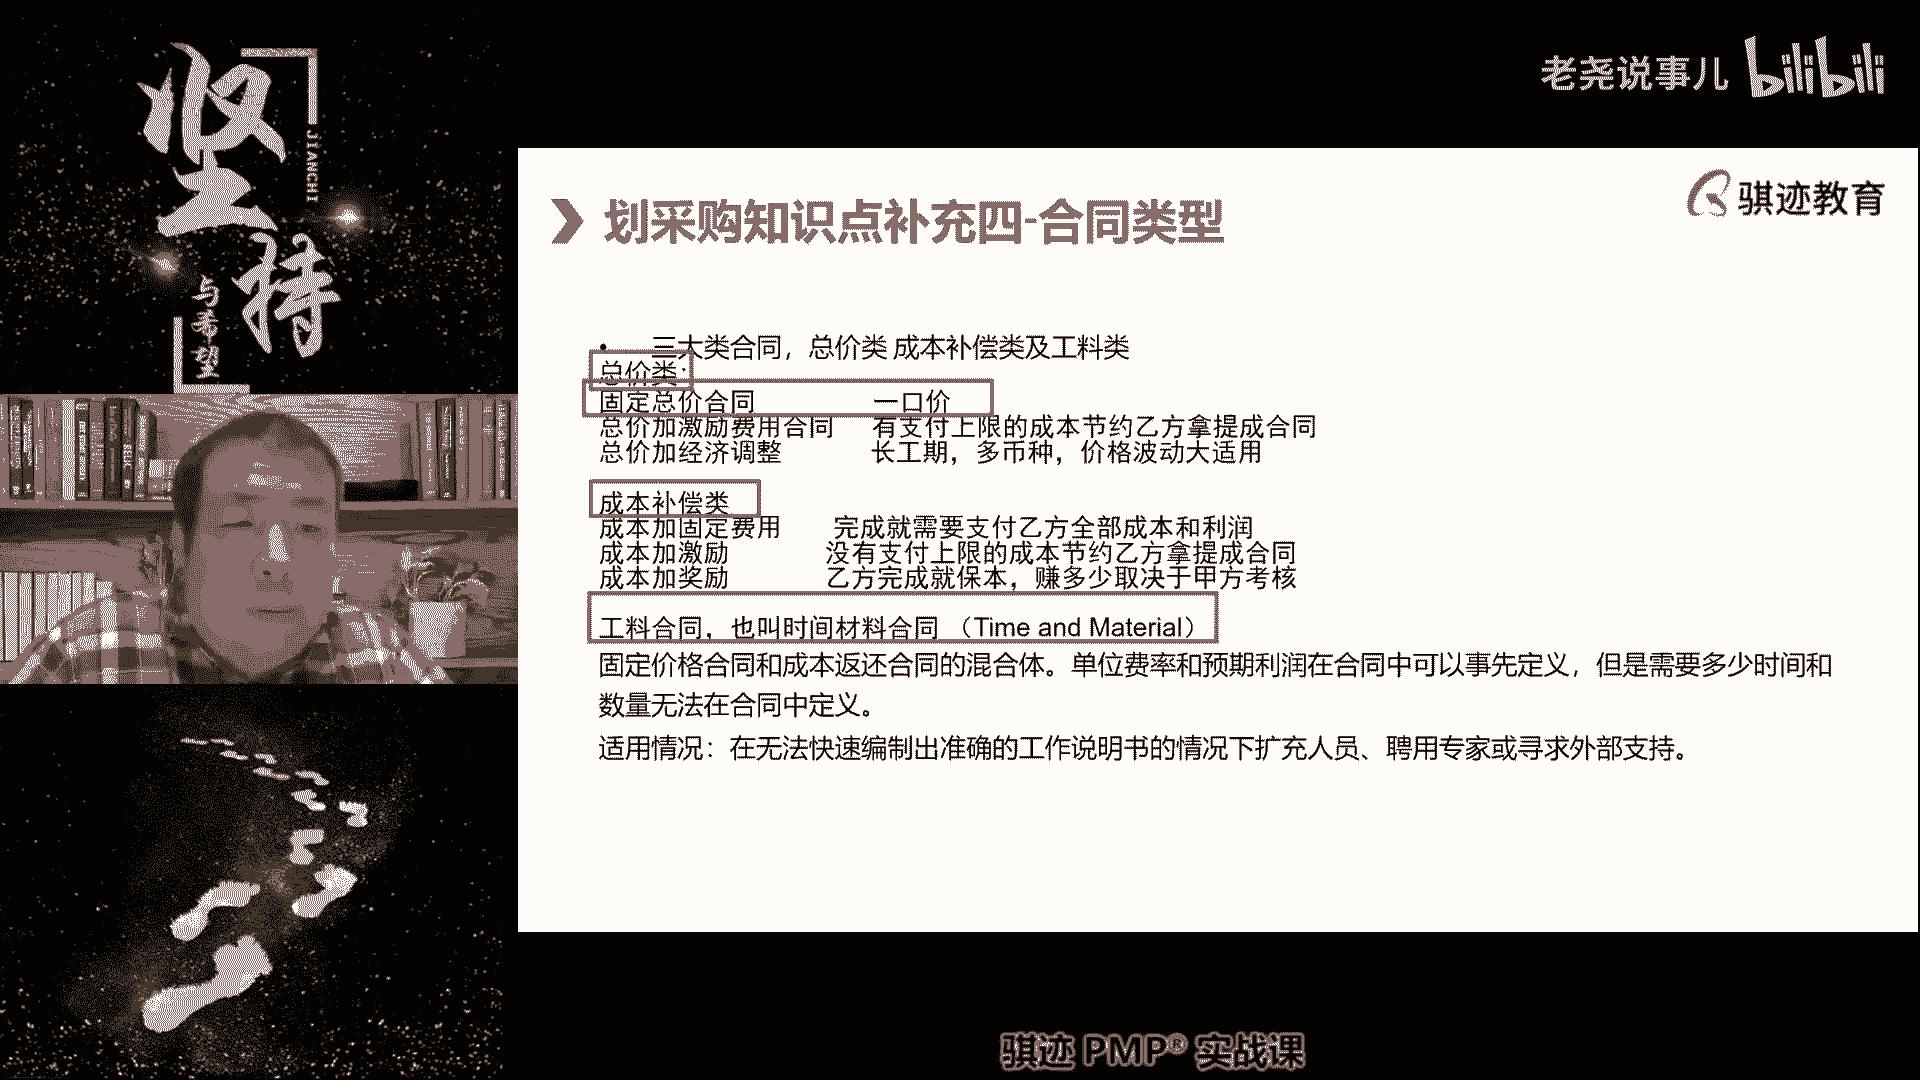 坚持
JIANCHI
与希望
老尧说事儿 bilibili
骐迹教育
划采购知识点补充四-合同类型
• 三大类合同，总价类 成本补偿类及工料类
总价类：
固定总价合同 一口价
总价加激励费用合同 有支付上限的成本节约乙方拿提成合同
总价加经济调整 长工期，多币种，价格波动大适用
成本补偿类
成本加固定费用 完成就需要支付乙方全部成本和利润
成本加激励 没有支付上限的成本节约乙方拿提成合同
成本加奖励 乙方完成就保本，赚多少取决于甲方考核
工料合同，也叫时间材料合同 （Time and Material）
固定价格合同和成本返还合同的混合体。单位费率和预期利润在合同中可以事先定义，但是需要多少时间和
数量无法在合同中定义。
适用情况：在无法快速编制出准确的工作说明书的情况下扩充人员、聘用专家或寻求外部支持。
骐迹 PMP® 实战课